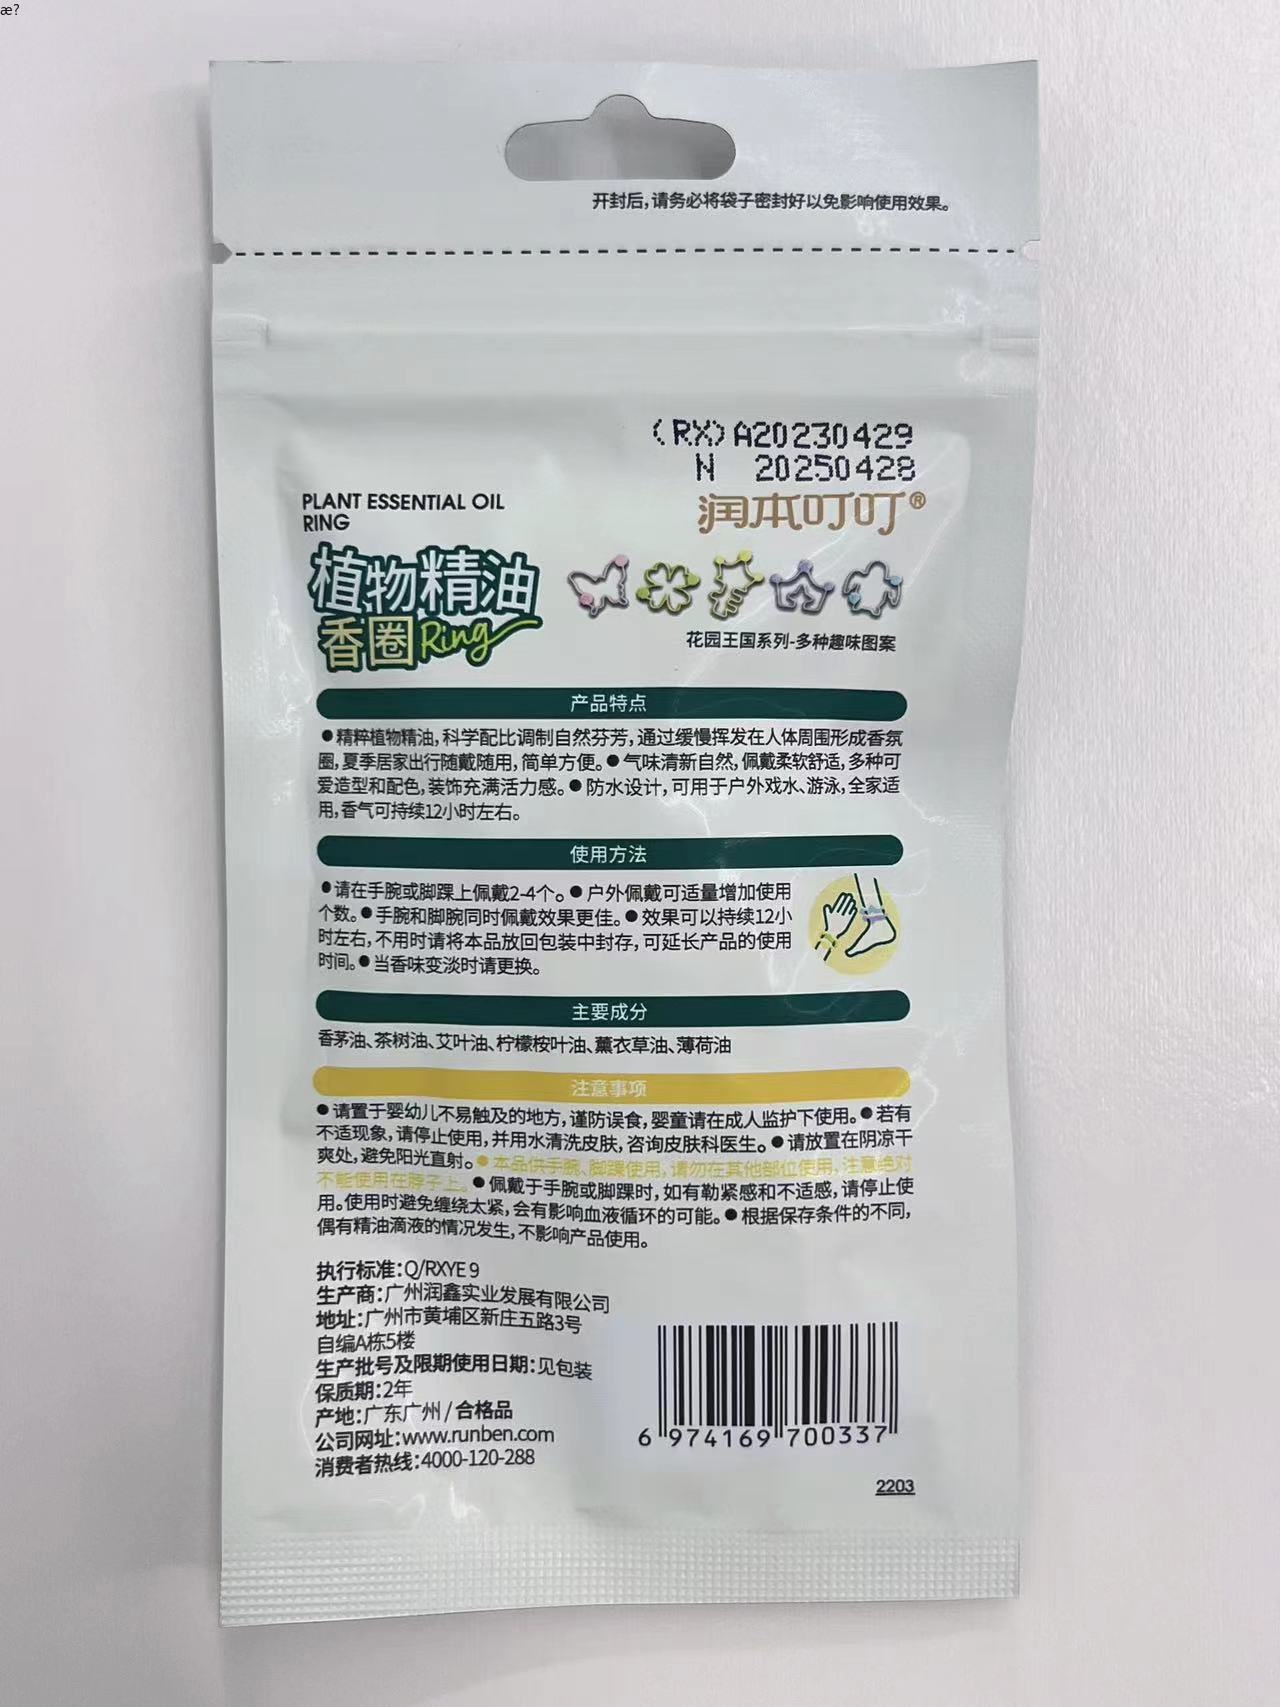 æ?
开封后,请务必将袋子密封好以免影响使用效果。
(RX) A20230429
N 20250428
润本叮叮®
PLANT ESSENTIAL OIL
RING
植物精油
香圈Ring
花园王国系列-多种趣味图案
产品特点
●精粹植物精油,科学配比调制自然芬芳,通过缓慢挥发在人体周围形成香氛
圈,夏季居家出行随戴随用,简单方便。●气味清新自然,佩戴柔软舒适,多种可
爱造型和配色,装饰充满活力感。●防水设计,可用于户外戏水、游泳,全家适
用,香气可持续12小时左右。
使用方法
●请在手腕或脚踝上佩戴2-4个。●户外佩戴可适量增加使用
个数。●手腕和脚腕同时佩戴效果更佳。●效果可以持续12小
时左右,不用时请将本品放回包装中封存,可延长产品的使用
时间。●当香味变淡时请更换。
主要成分
香茅油、茶树油、艾叶油、柠檬桉叶油、薰衣草油、薄荷油
注意事项
●请置于婴幼儿不易触及的地方,谨防误食,婴童请在成人监护下使用。●若有
不适现象,请停止使用,并用水清洗皮肤,咨询皮肤科医生。●请放置在阴凉干
爽处,避免阳光直射。●本品供手腕、脚踝使用,请勿在其他部位使用,注意绝对
不能使用在脖子上。●佩戴于手腕或脚踝时,如有勒紧感和不适感,请停止使
用。使用时避免缠绕太紧,会有影响血液循环的可能。●根据保存条件的不同,
偶有精油滴液的情况发生,不影响产品使用。
执行标准:Q/RXYE 9
生产商:广州润鑫实业发展有限公司
地址:广州市黄埔区新庄五路3号
自编A栋5楼
生产批号及限期使用日期:见包装
保质期:2年
产地:广东广州/合格品
公司网址:www.runben.com
消费者热线:4000-120-288
6 974169 700337
2203